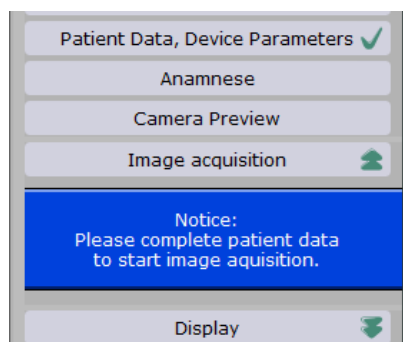 Patient Data, Device Parameters
Anamnese
Camera Preview
Image acquisition
Notice:
Please complete patient data
to start image aquisition.
Display